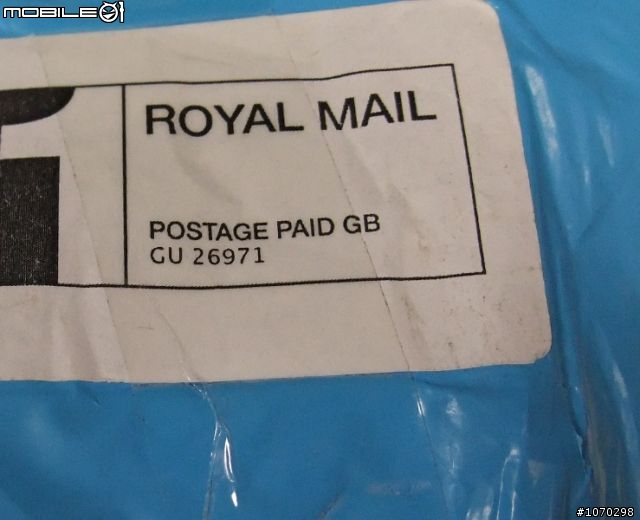 MOBILE01
ROYAL MAIL
POSTAGE PAID GB
GU 26971
#1070298